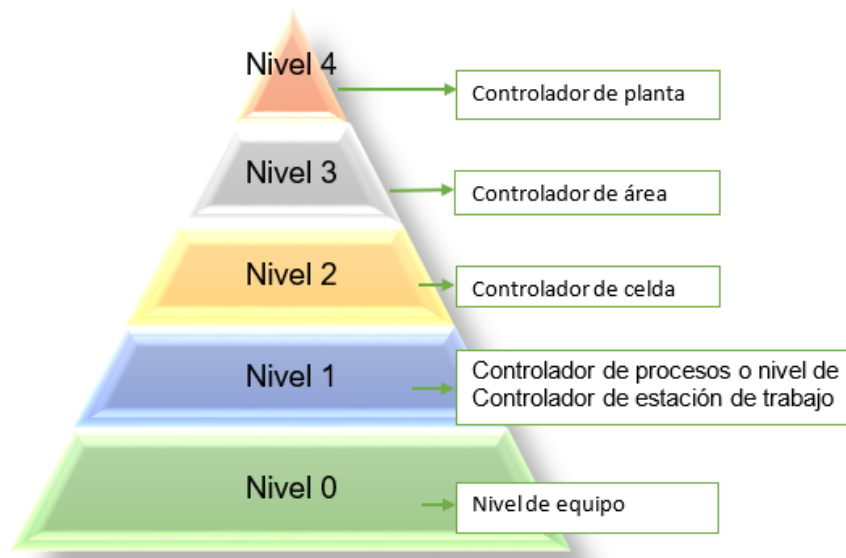 Nivel 4
Controlador de planta
Nivel 3
Controlador de área
Nivel 2
Controlador de celda
Nivel 1
Controlador de procesos o nivel de
Controlador de estación de trabajo
Nivel 0
Nivel de equipo